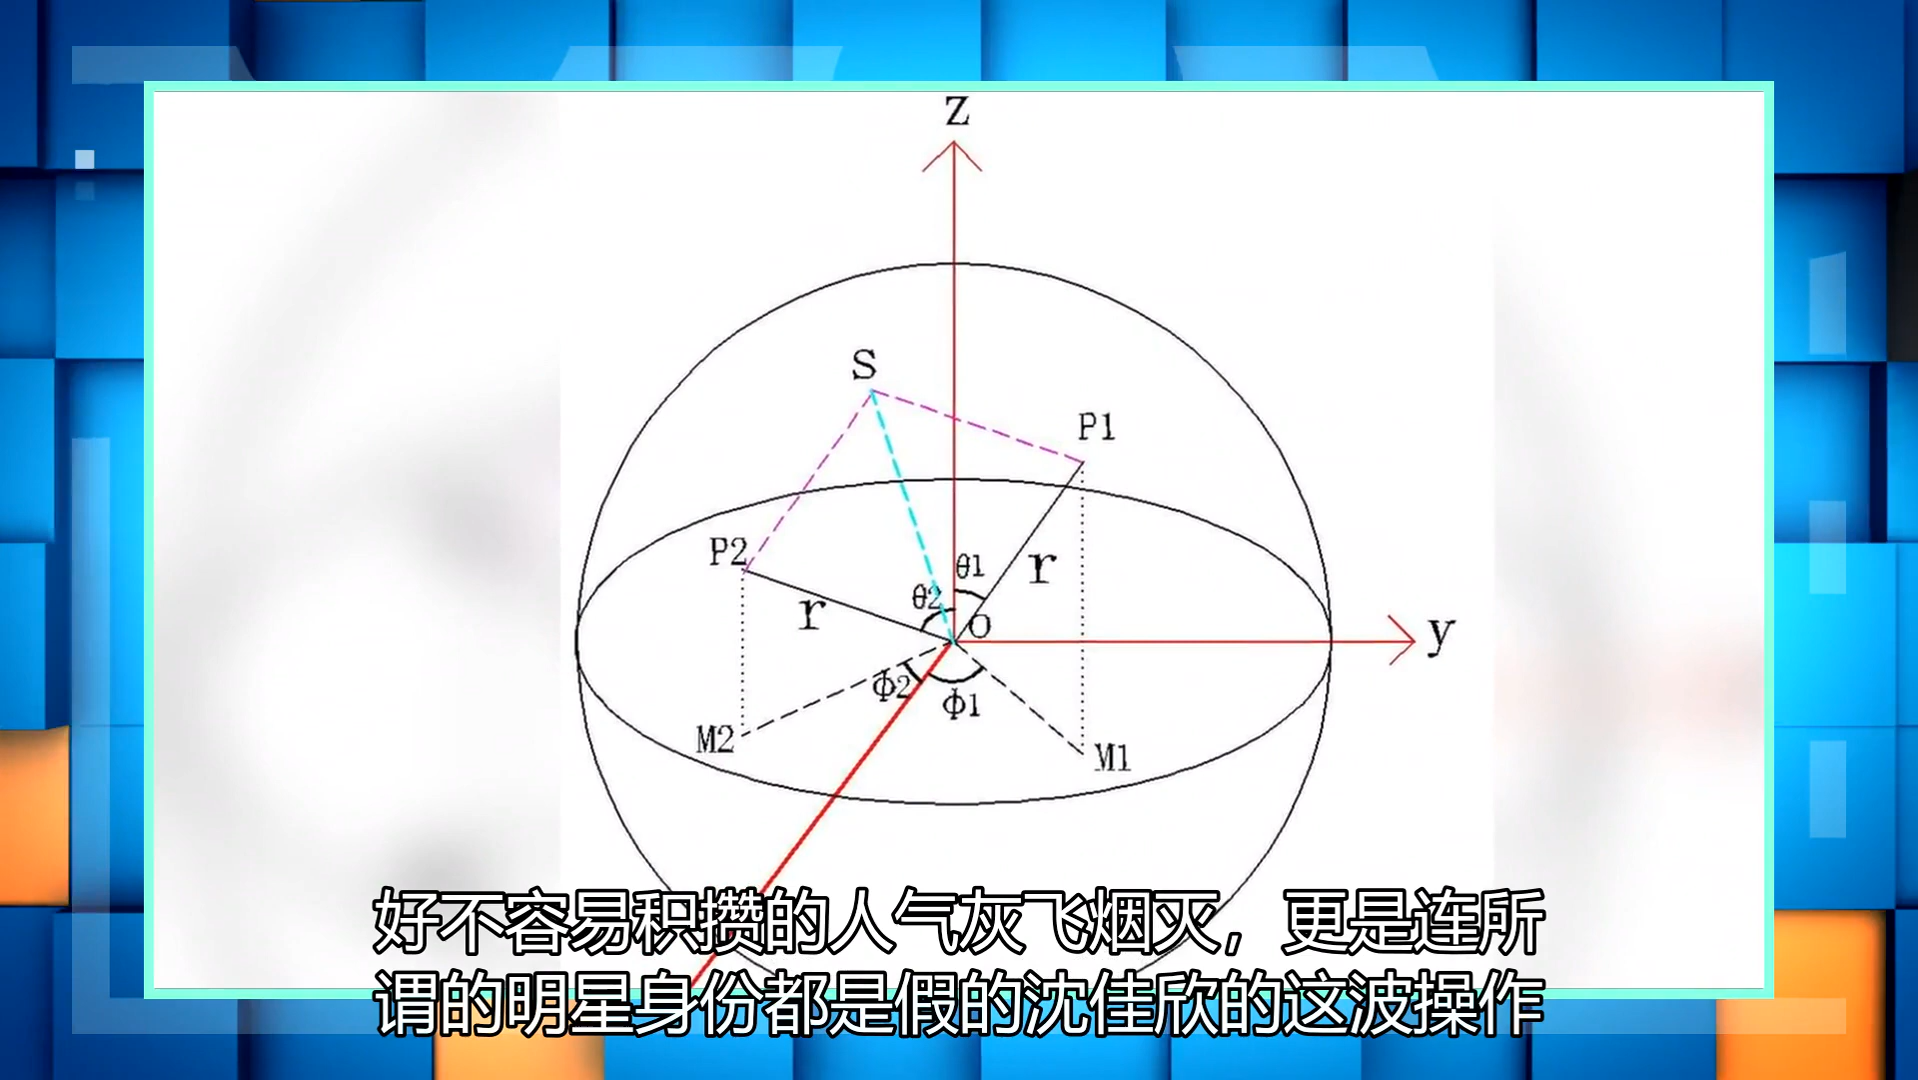 z
S
P1
P2
θ1
r
θ2
r
O
y
Φ2
Φ1
M2
M1
好不容易积攒的人气灰飞烟灭，更是连所
谓的明星身份都是假的沈佳欣的这波操作